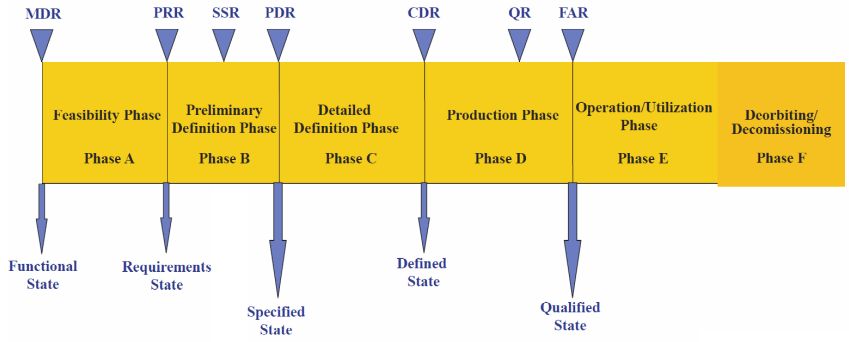 MDR PRR SSR PDR CDR QR FAR
Feasibility Phase
Phase A
Preliminary
Definition Phase
Phase B
Detailed
Definition Phase
Phase C
Production Phase
Phase D
Operation/Utilization
Phase
Phase E
Deorbiting/
Decomissioning
Phase F
Functional
State
Requirements
State
Specified
State
Defined
State
Qualified
State